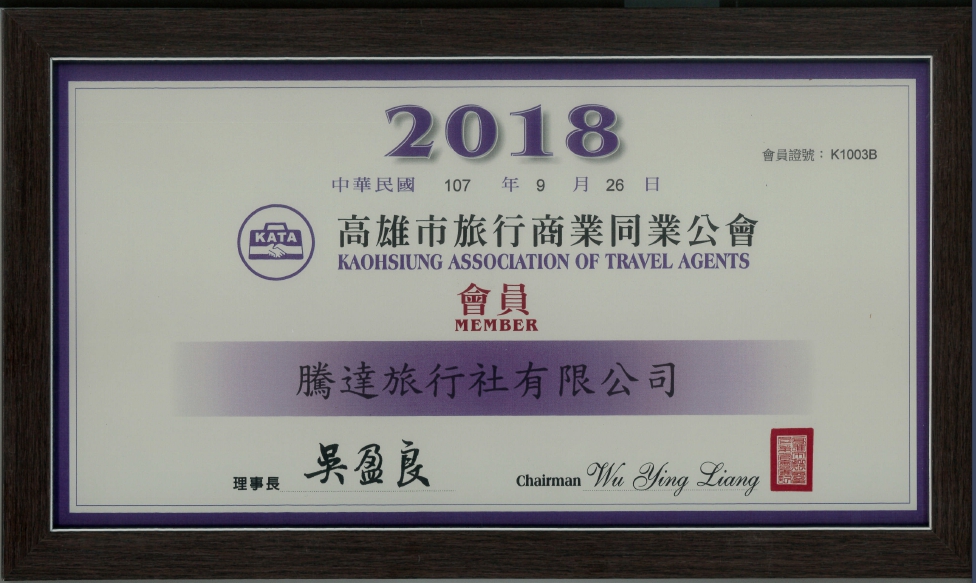 2018
會員證號：K1003B
中華民國 107 年 9 月 26 日
KATA
高雄市旅行商業同業公會
KAOHSIUNG ASSOCIATION OF TRAVEL AGENTS
會員
MEMBER
騰達旅行社有限公司
理事長 吳盈良 Chairman Wu Ying Liang